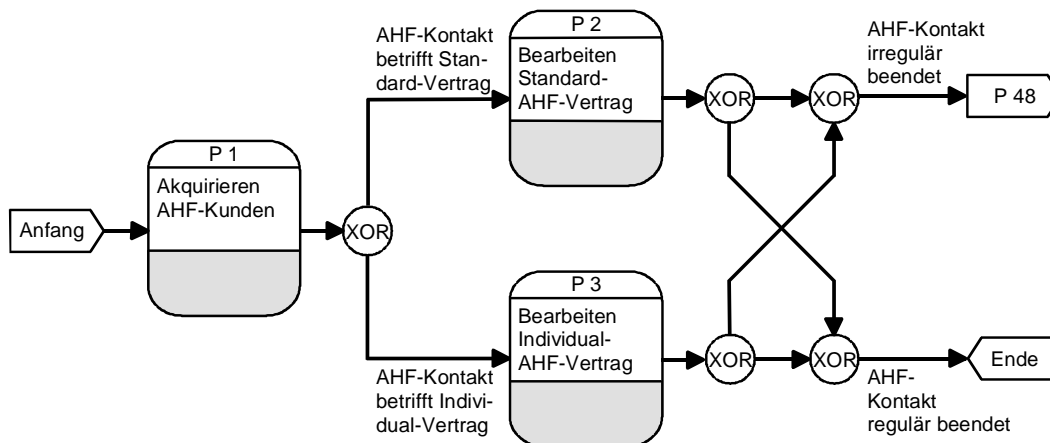 Anfang
P 1
Akquirieren
AHF-Kunden
XOR
AHF-Kontakt
betrifft Stan-
dard-Vertrag
P 2
Bearbeiten
Standard-
AHF-Vertrag
XOR
XOR
AHF-Kontakt
irregulär
beendet
P 48
AHF-Kontakt
betrifft Indivi-
dual-Vertrag
P 3
Bearbeiten
Individual-
AHF-Vertrag
XOR
XOR
AHF-
Kontakt
regulär beendet
Ende